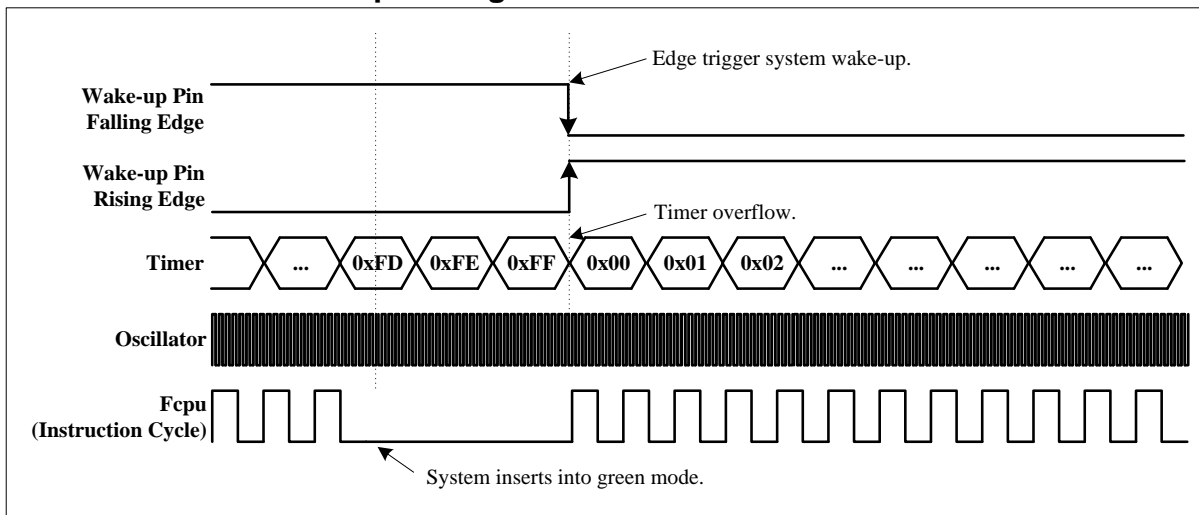 Edge trigger system wake-up.
Wake-up Pin
Falling Edge
Wake-up Pin
Rising Edge
Timer overflow.
Timer ... 0xFD 0xFE 0xFF 0x00 0x01 0x02 ... ... ... ... ...
Oscillator
Fcpu
(Instruction Cycle)
System inserts into green mode.